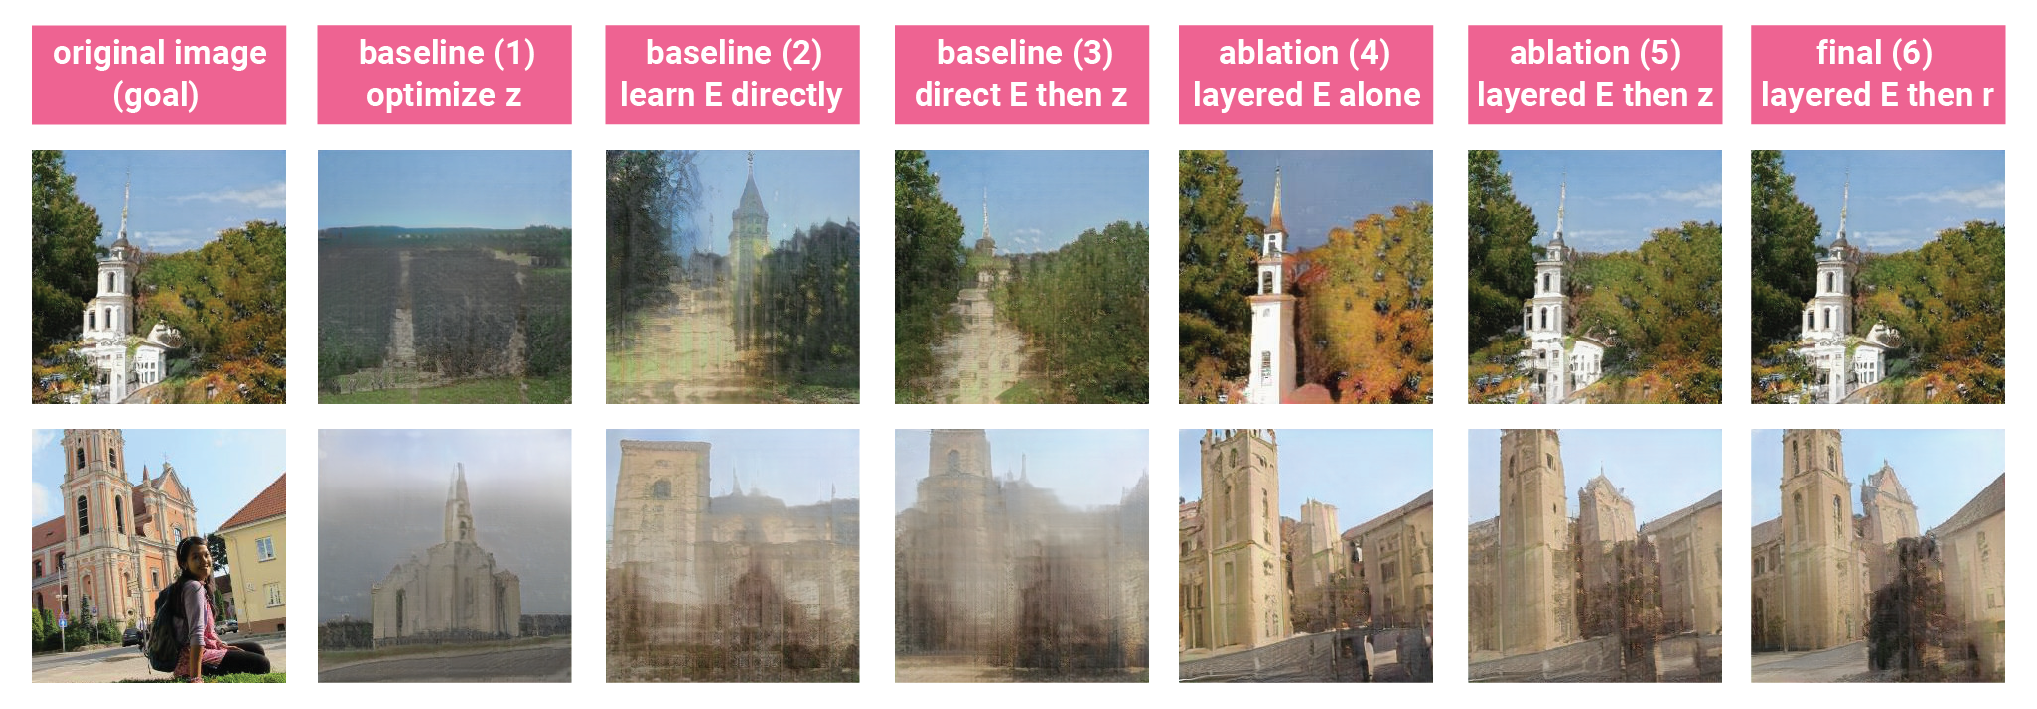 original image
(goal)
baseline (1)
optimize z
baseline (2)
learn E directly
baseline (3)
direct E then z
ablation (4)
layered E alone
ablation (5)
layered E then z
final (6)
layered E then r